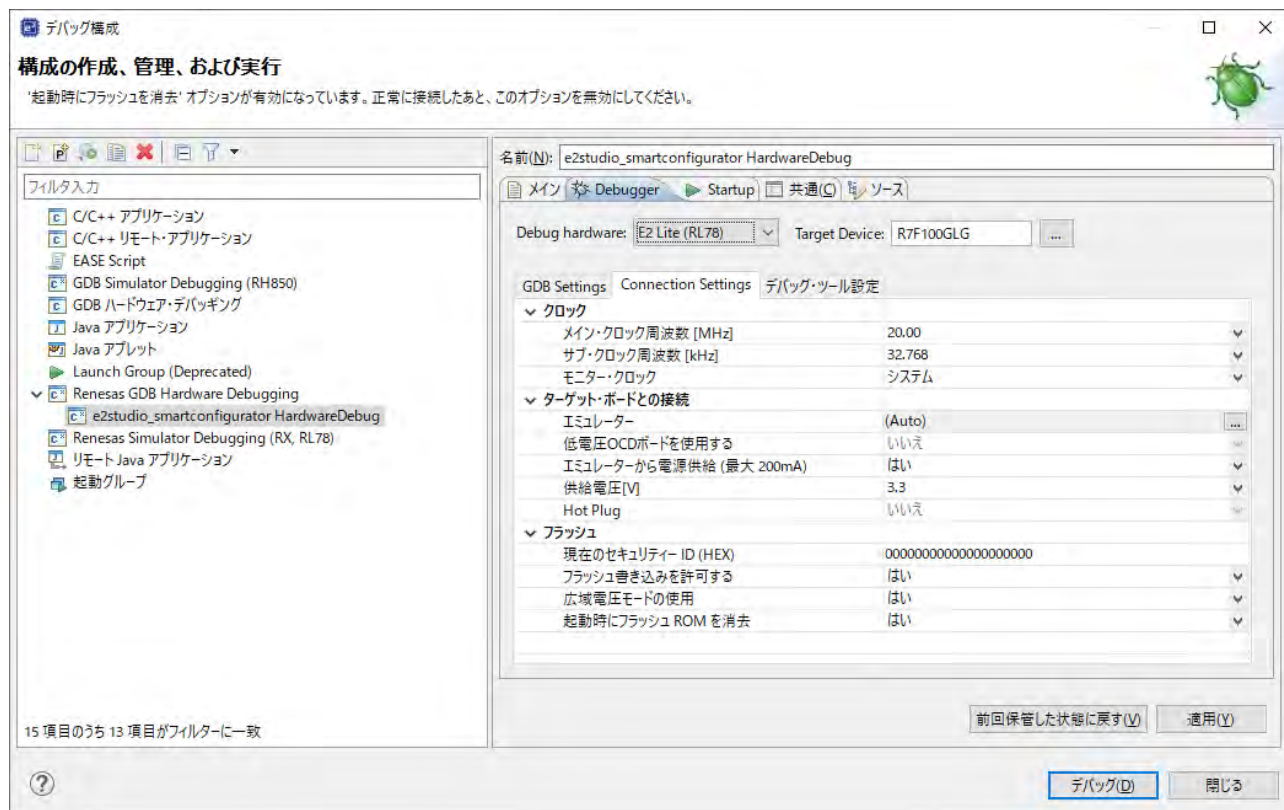 デバッグ構成
構成の作成、管理、および実行
'起動時にフラッシュを消去' オプションが有効になっています。正常に接続したあと、このオプションを無効にしてください。
フィルタ入力
C/C++ アプリケーション
C/C++ リモート・アプリケーション
EASE Script
GDB Simulator Debugging (RH850)
GDB ハードウェア・デバッギング
Java アプリケーション
Java アプレット
Launch Group (Deprecated)
Renesas GDB Hardware Debugging
e2studio_smartconfigurator HardwareDebug
Renesas Simulator Debugging (RX, RL78)
リモート Java アプリケーション
起動グループ
15 項目のうち 13 項目がフィルターに一致
名前(N): e2studio_smartconfigurator HardwareDebug
メイン Debugger Startup 共通(C) ソース
Debug hardware: E2 Lite (RL78) Target Device: R7F100GLG ...
GDB Settings Connection Settings デバッグ・ツール設定
クロック
メイン・クロック周波数 [MHz] 20.00
サブ・クロック周波数 [kHz] 32.768
モニター・クロック システム
ターゲット・ボードとの接続
エミュレーター (Auto) ...
低電圧OCDボードを使用する いいえ
エミュレーターから電源供給 (最大 200mA) はい
供給電圧[V] 3.3
Hot Plug いいえ
フラッシュ
現在のセキュリティー ID (HEX) 00000000000000000000
フラッシュ書き込みを許可する はい
広域電圧モードの使用 はい
起動時にフラッシュ ROM を消去 はい
前回保管した状態に戻す(V) 適用(Y)
デバッグ(D) 閉じる